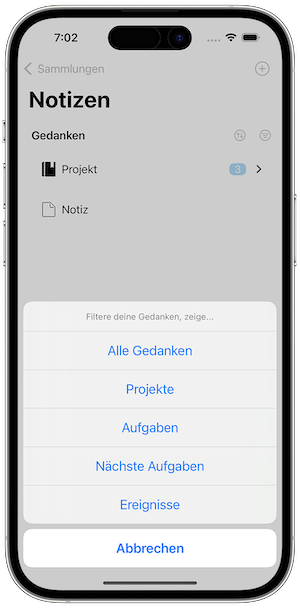 7:02
Sammlungen
Notizen
Gedanken
Projekt 3
Notiz
Filtere deine Gedanken, zeige...
Alle Gedanken
Projekte
Aufgaben
Nächste Aufgaben
Ereignisse
Abbrechen